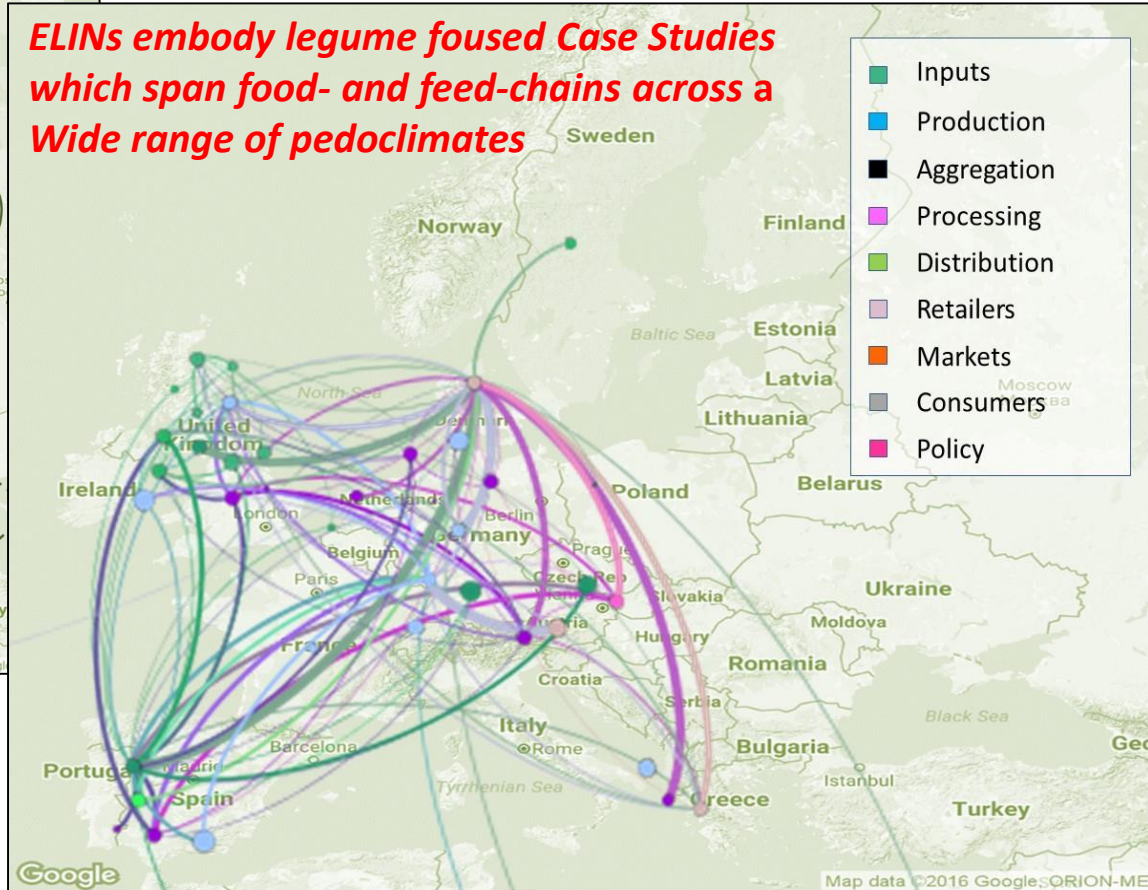 ELINs embody legume foused Case Studies
which span food- and feed-chains across a
Wide range of pedoclimates
Inputs
Production
Aggregation
Processing
Distribution
Retailers
Markets
Consumers
Policy
Sweden
Norway
Finland
Baltic Sea
Estonia
Latvia
Moscow
Lithuania
North Sea
United
Kingdom
Ireland
Netherlands
Poland
Belarus
London
Berlin
Germany
Belgium
Prague
Paris
Czech Rep
Ukraine
Slovakia
Moldova
France
Hungary
Romania
Croatia
Serbia
Italy
Black Sea
Barcelona
Rome
Bulgaria
Portugal
Madrid
Istanbul
Spain
Tyrrhenian Sea
Greece
Turkey
Google
Map data ©2016 Google, ORION-ME